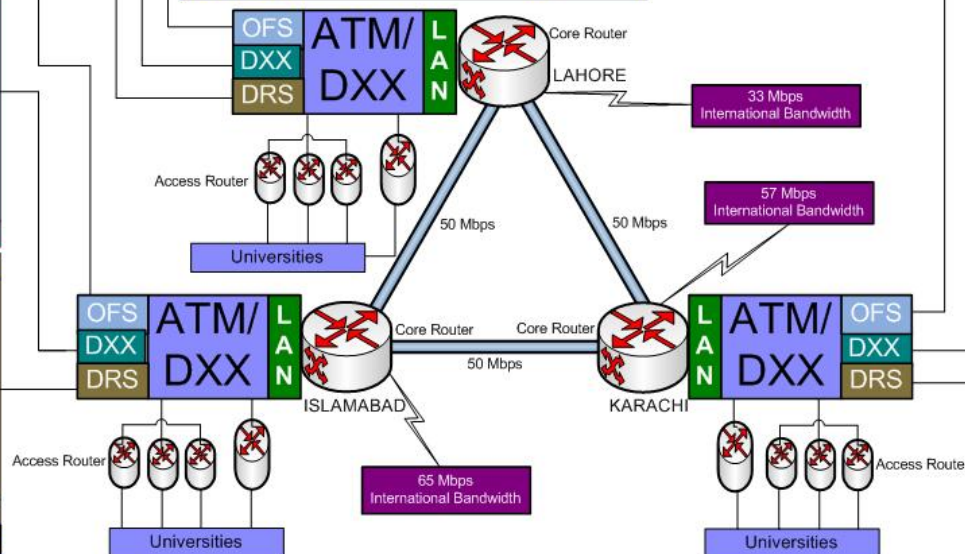 OFS
DXX
DRS
ATM/
DXX
L
A
N
Core Router
LAHORE
33 Mbps
International Bandwidth
Access Router
Universities
50 Mbps
50 Mbps
57 Mbps
International Bandwidth
OFS
DXX
DRS
ATM/
DXX
L
A
N
Core Router
ISLAMABAD
Core Router
50 Mbps
KARACHI
L
A
N
ATM/
DXX
OFS
DXX
DRS
Access Router
Universities
65 Mbps
International Bandwidth
Access Route
Universities